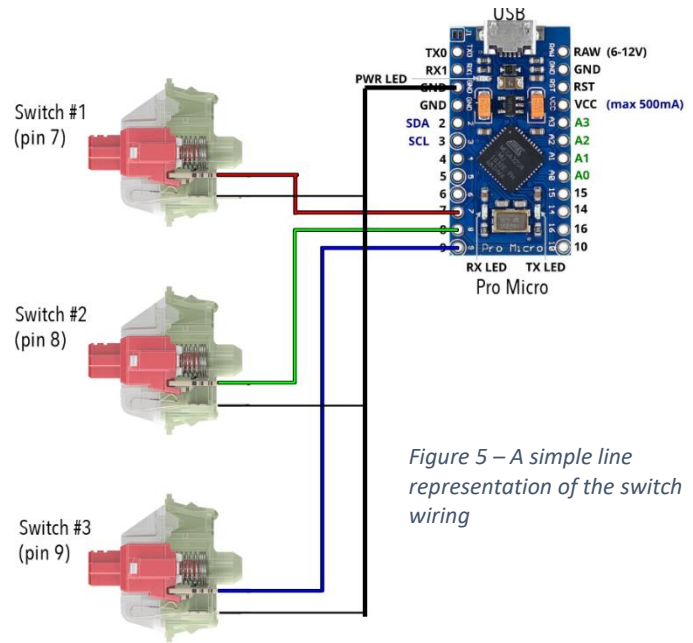 USB
TX0
RX1
PWR LED
GND
GND
SDA 2
SCL 3
4
5
6
7
8
9
RAW (6-12V)
GND
RST
VCC (max 500mA)
A3
A2
A1
A0
15
14
16
10
Pro Micro
RX LED TX LED
Pro Micro
Switch #1
(pin 7)
Switch #2
(pin 8)
Switch #3
(pin 9)
Figure 5 – A simple line
representation of the switch
wiring